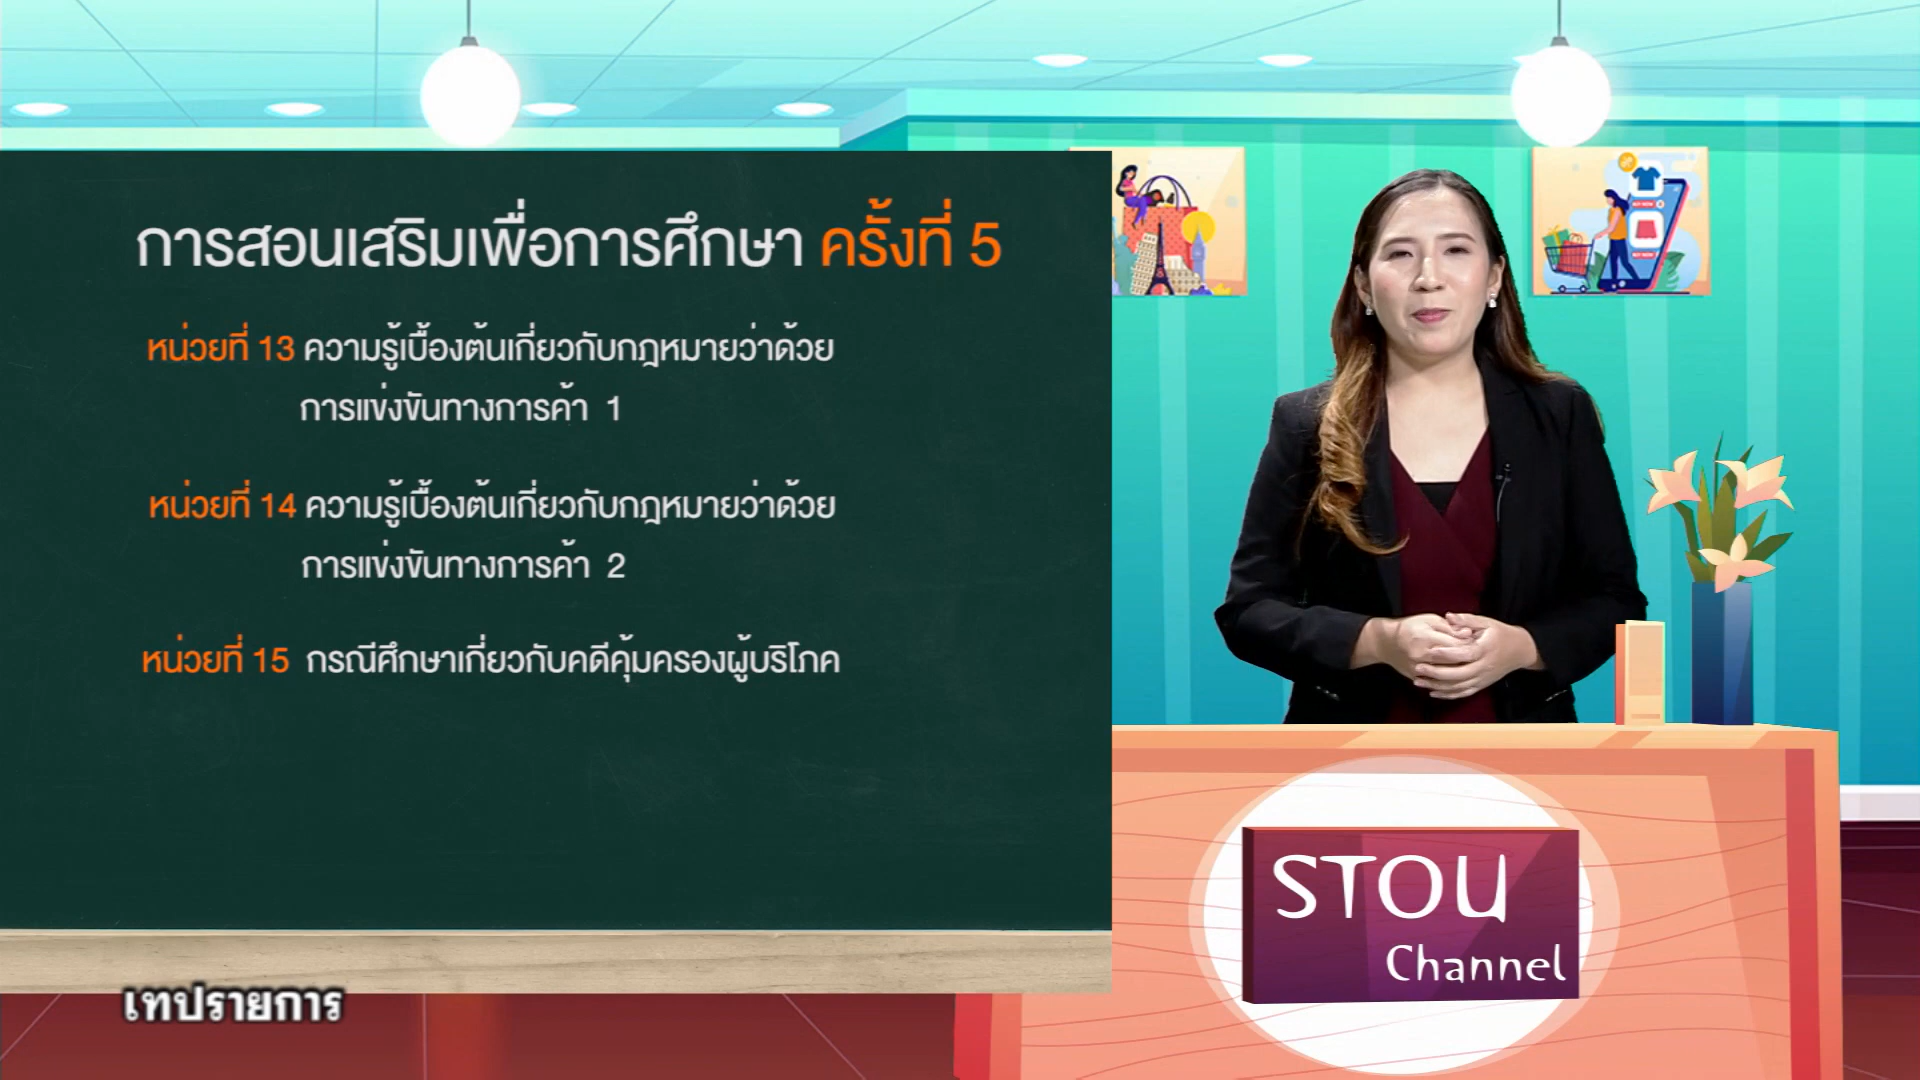 การสอนเสริมเพื่อการศึกษา ครั้งที่ 5
หน่วยที่ 13 ความรู้เบื้องต้นเกี่ยวกับกฎหมายว่าด้วย
การแข่งขันทางการค้า 1
หน่วยที่ 14 ความรู้เบื้องต้นเกี่ยวกับกฎหมายว่าด้วย
การแข่งขันทางการค้า 2
หน่วยที่ 15 กรณีศึกษาเกี่ยวกับคดีคุ้มครองผู้บริโภค
STOU
Channel
เทปรายการ